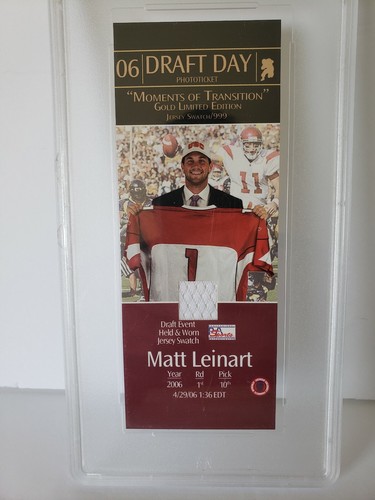 06 DRAFT DAY
PHOTOTICKET
"MOMENTS OF TRANSITION"
GOLD LIMITED EDITION
JERSEY SWATCH/999
11
1
Draft Event
Held & Worn
Jersey Swatch
Matt Leinart
Year Rd Pick
2006 1st 10th
4/29/06 1:36 EDT